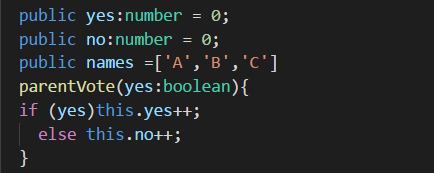 public yes:number = 0;
public no:number = 0;
public names =['A','B','C']
parentVote(yes:boolean){
if (yes)this.yes++;
else this.no++;
}